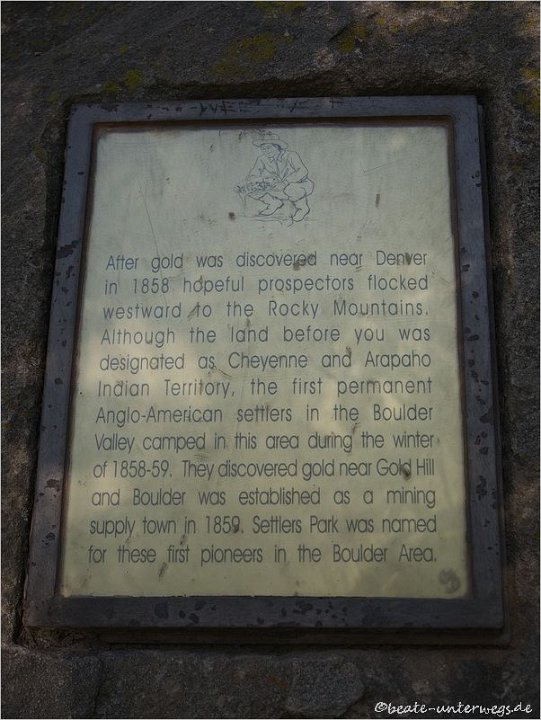 After gold was discovered near Denver
in 1858 hopeful prospectors flocked
westward to the Rocky Mountains.
Although the land before you was
designated as Cheyenne and Arapaho
Indian Territory, the first permanent
Anglo-American settlers in the Boulder
Valley camped in this area during the winter
of 1858-59. They discovered gold near Gold Hill
and Boulder was established as a mining
supply town in 1859. Settlers Park was named
for these first pioneers in the Boulder Area.
©beate-unterwegs.de